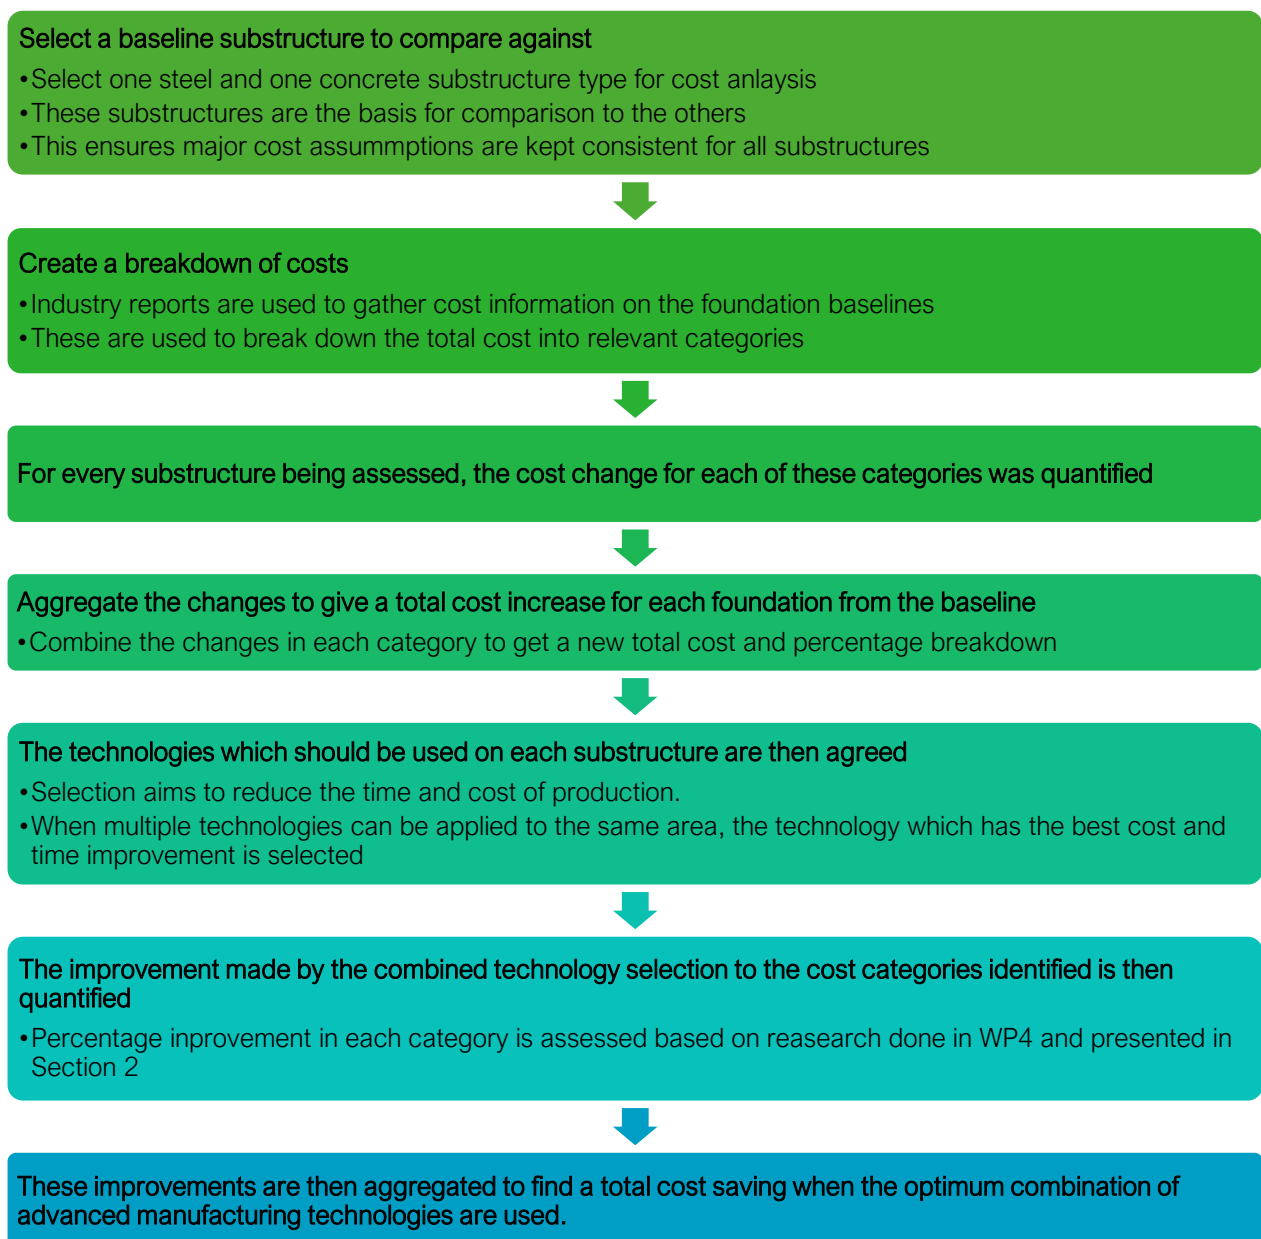 Select a baseline substructure to compare against
•Select one steel and one concrete substructure type for cost anlaysis
•These substructures are the basis for comparison to the others
•This ensures major cost assummptions are kept consistent for all substructures
Create a breakdown of costs
•Industry reports are used to gather cost information on the foundation baselines
•These are used to break down the total cost into relevant categories
For every substructure being assessed, the cost change for each of these categories was quantified
Aggregate the changes to give a total cost increase for each foundation from the baseline
•Combine the changes in each category to get a new total cost and percentage breakdown
The technologies which should be used on each substructure are then agreed
•Selection aims to reduce the time and cost of production.
•When multiple technologies can be applied to the same area, the technology which has the best cost and
time improvement is selected
The improvement made by the combined technology selection to the cost categories identified is then
quantified
•Percentage inprovement in each category is assessed based on reasearch done in WP4 and presented in
Section 2
These improvements are then aggregated to find a total cost saving when the optimum combination of
advanced manufacturing technologies are used.